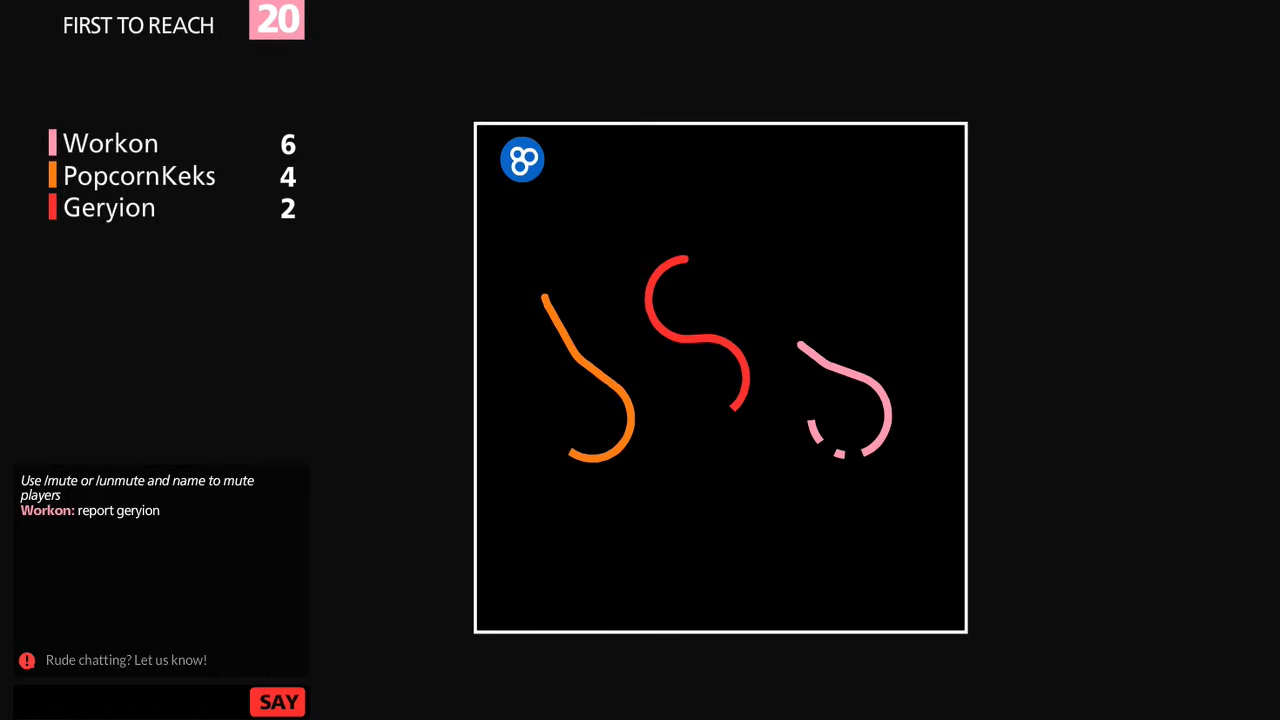 FIRST TO REACH 20
Workon 6
PopcornKeks 4
Geryion 2
Use /mute or /unmute and name to mute
players
Workon: report geryion
! Rude chatting? Let us know!
SAY